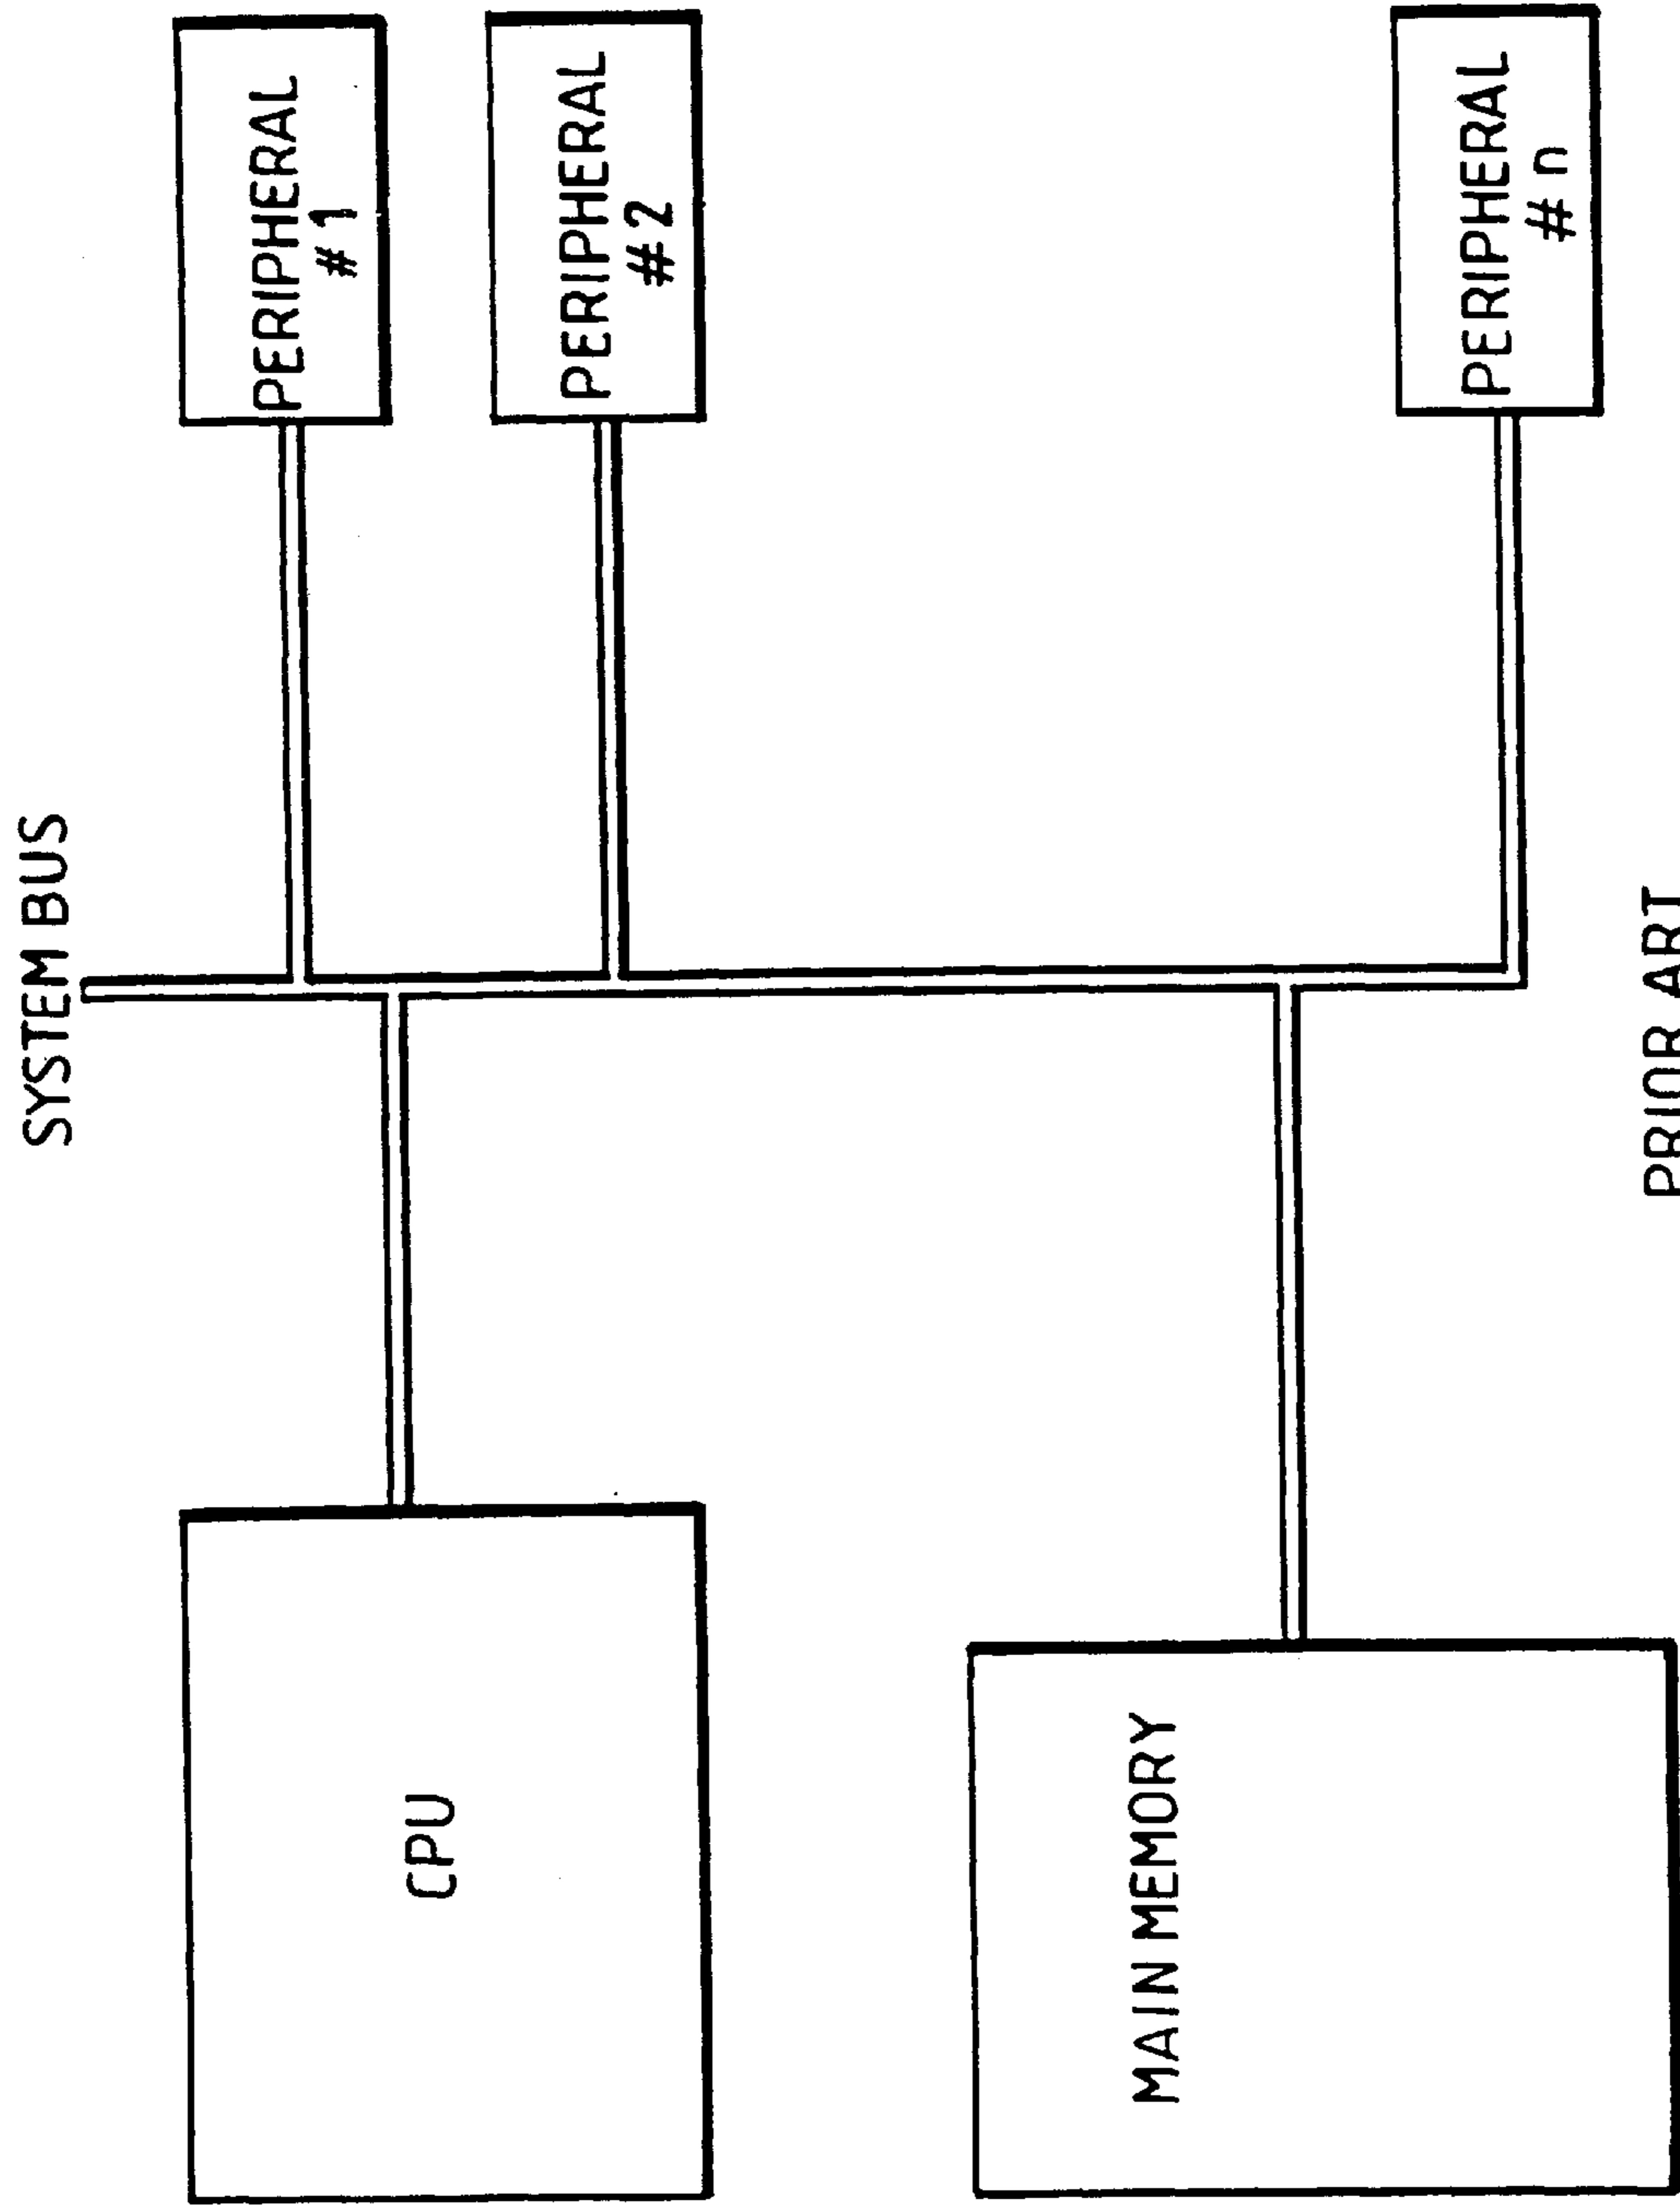 SYSTEM BUS
CPU
PERIPHERAL
# 1
PERIPHERAL
# 2
MAIN MEMORY
PERIPHERAL
# n
PRIOR ART